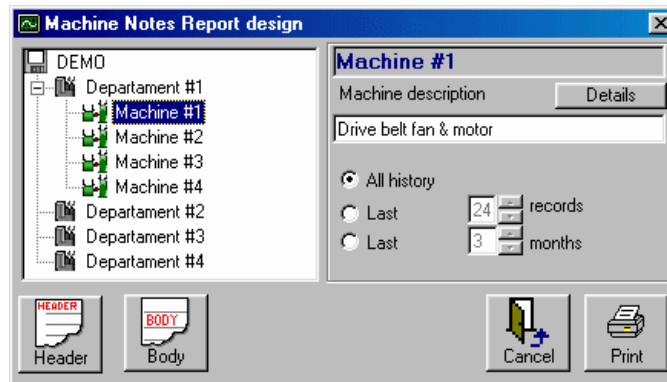 Machine Notes Report design
DEMO
Departament #1
Machine #1
Machine #2
Machine #3
Machine #4
Departament #2
Departament #3
Departament #4
Machine #1
Machine description
Details
Drive belt fan & motor
All history
Last 24 records
Last 3 months
HEADER
Header
BODY
Body
Cancel
Print